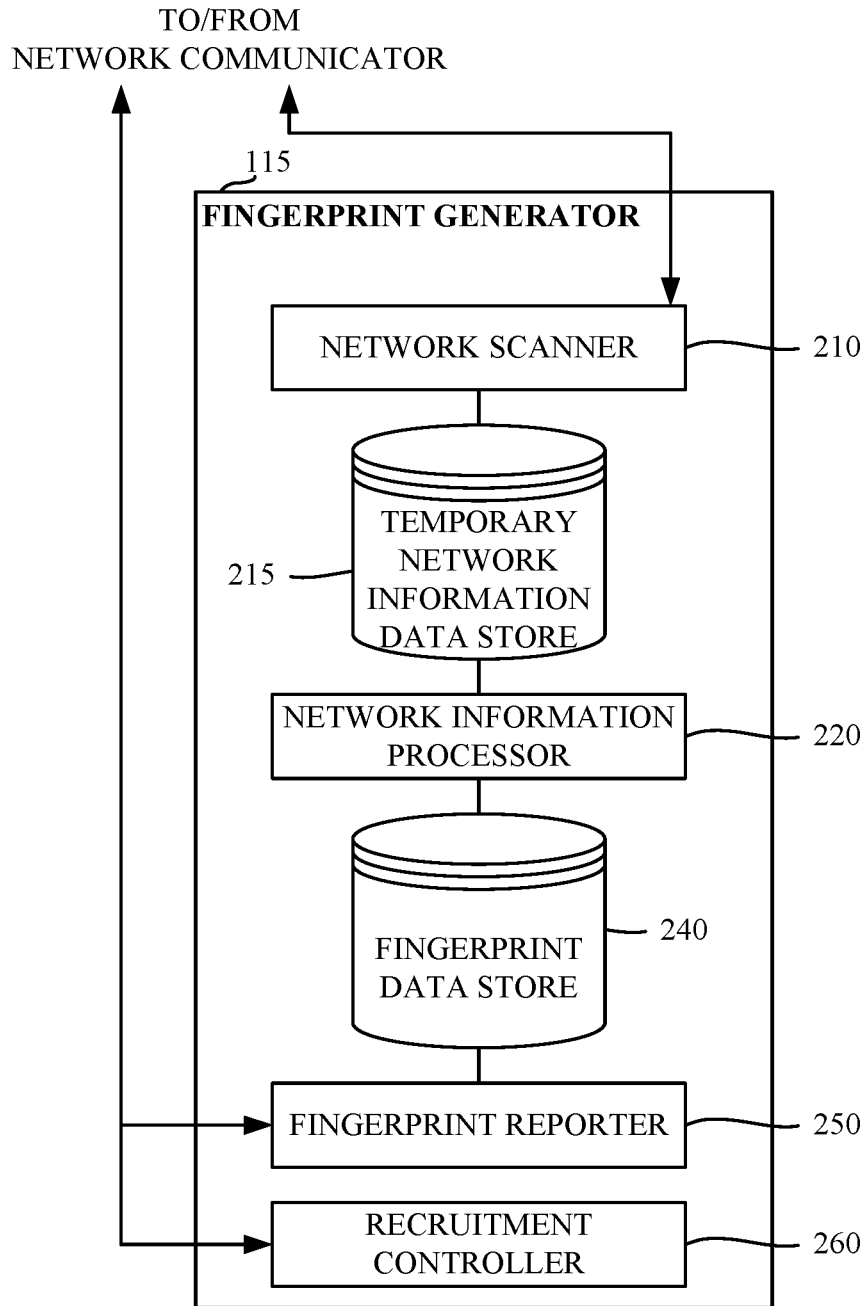 TO/FROM
NETWORK COMMUNICATOR
115
FINGERPRINT GENERATOR
NETWORK SCANNER
210
TEMPORARY
NETWORK
INFORMATION
DATA STORE
215
NETWORK INFORMATION
PROCESSOR
220
FINGERPRINT
DATA STORE
240
FINGERPRINT REPORTER
250
RECRUITMENT
CONTROLLER
260